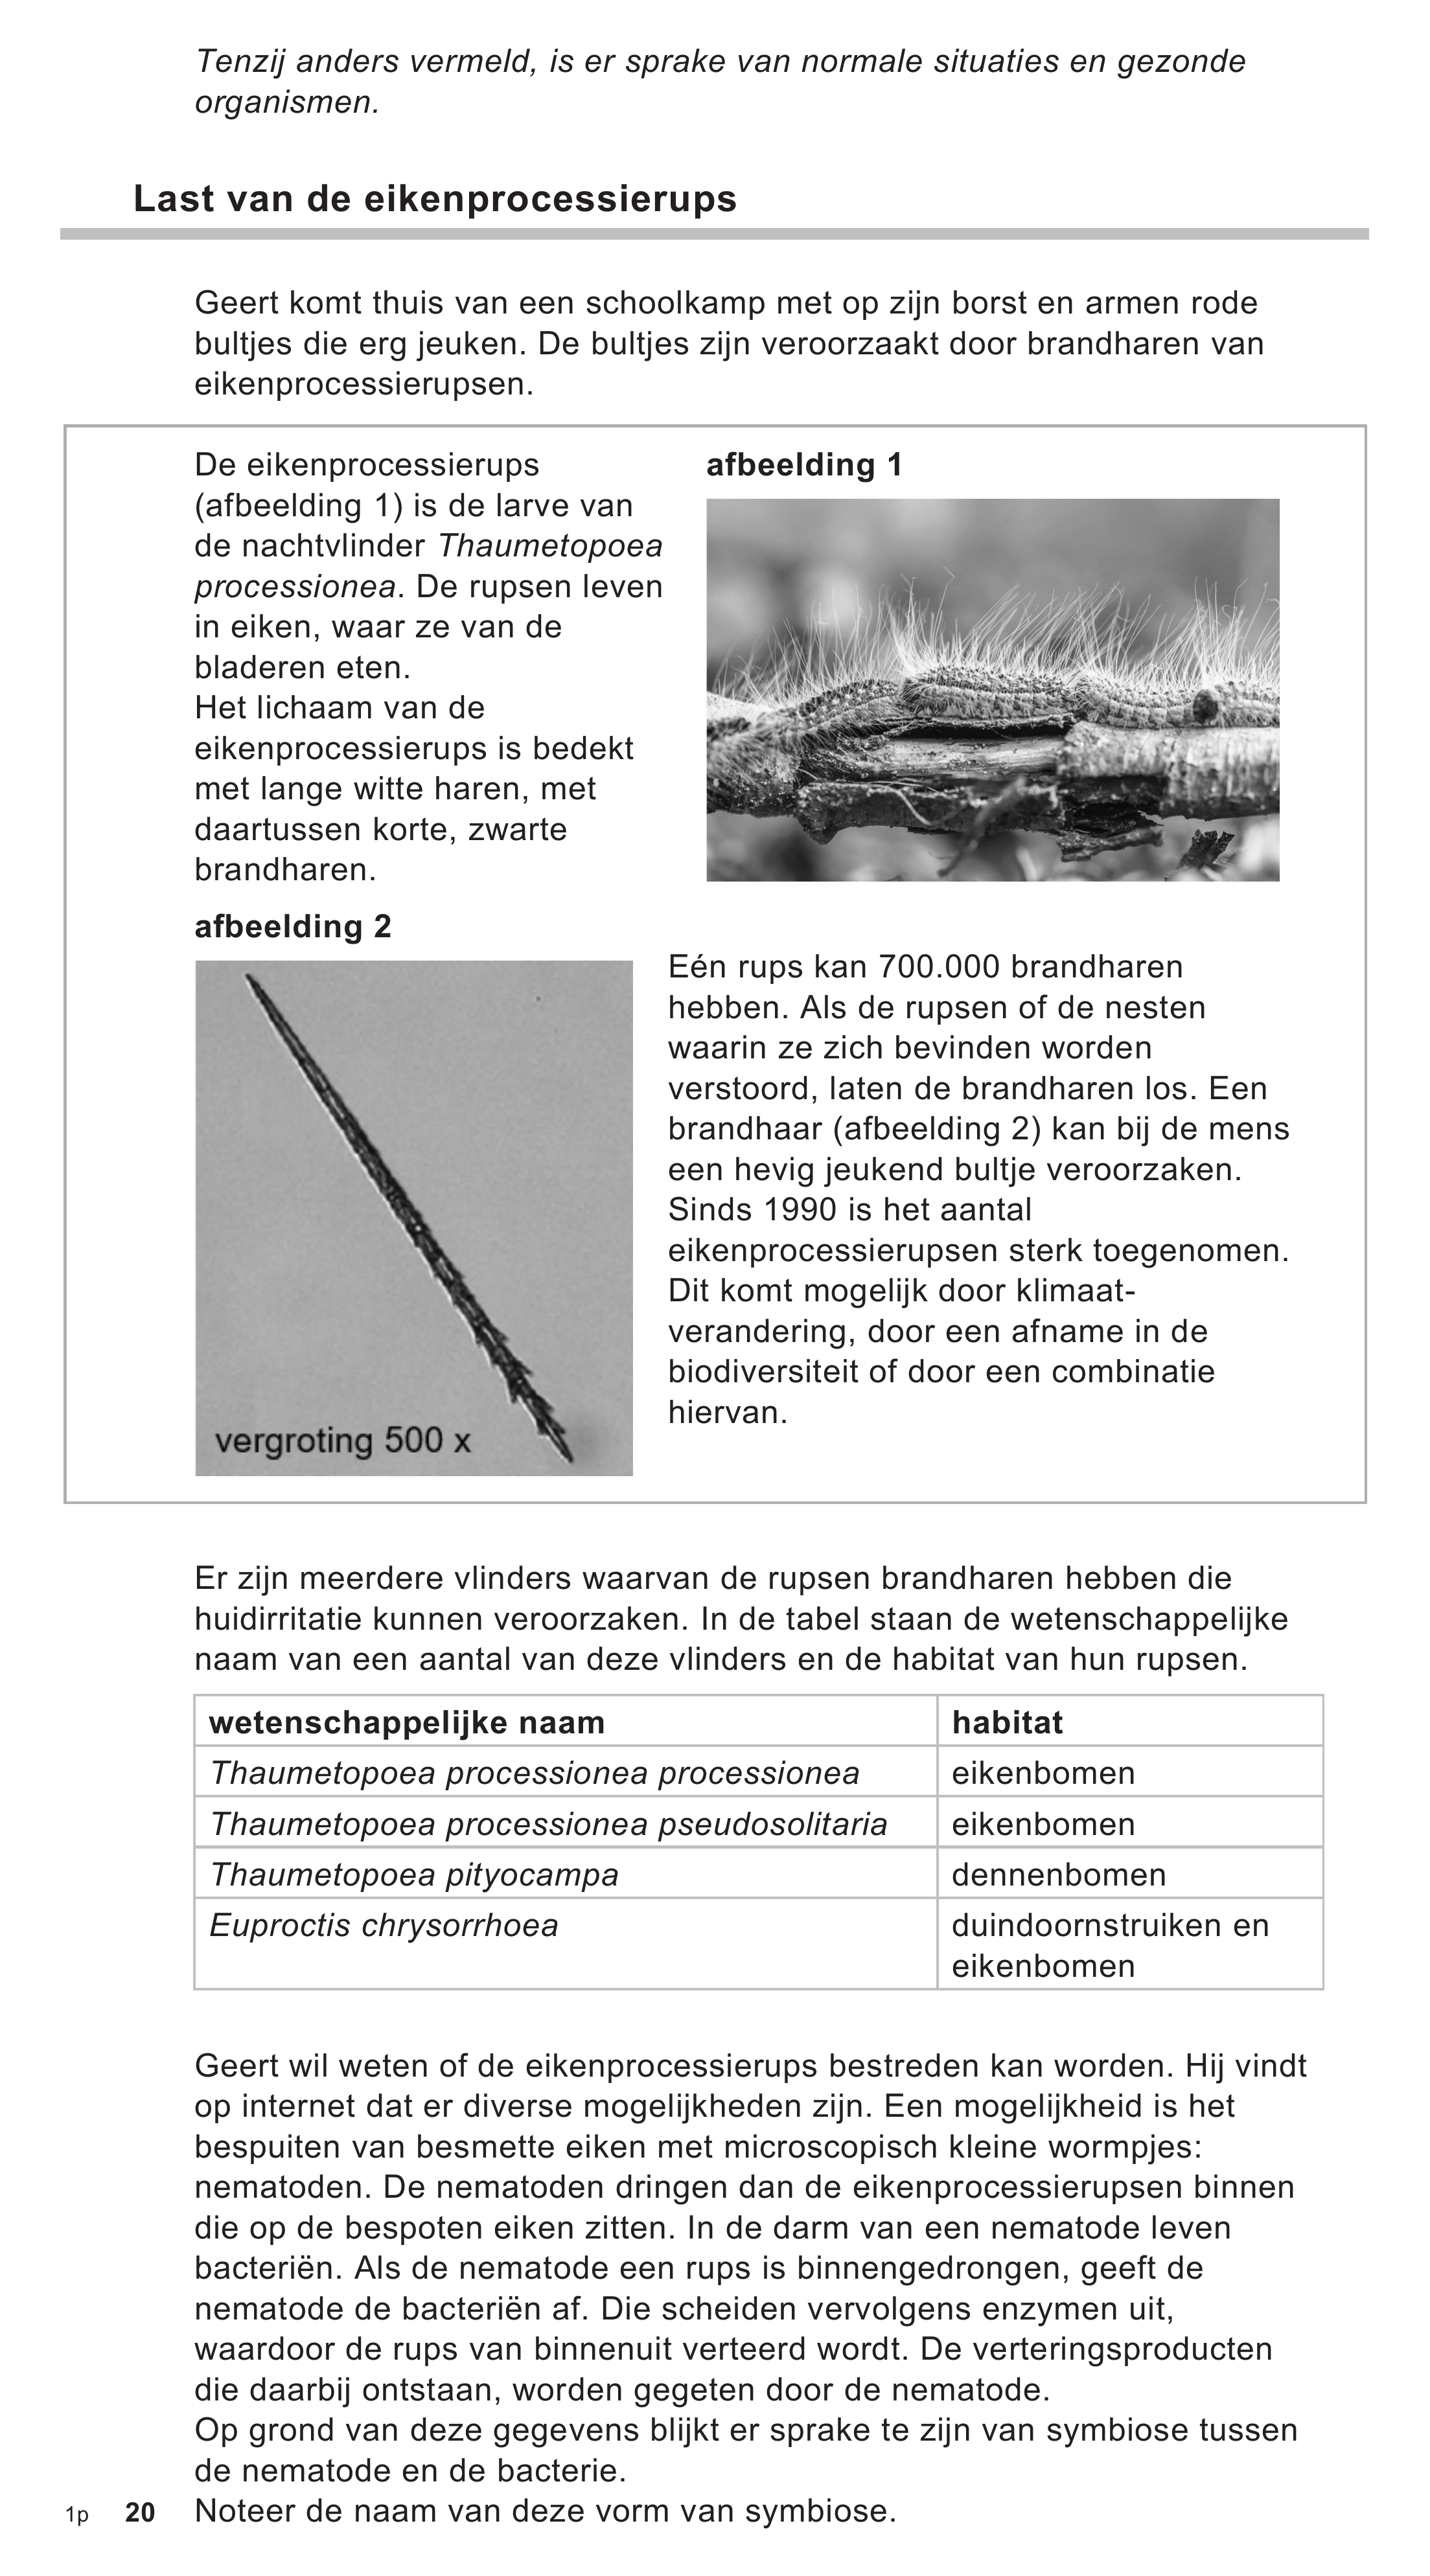 Tenzij anders vermeld, is er sprake van normale situaties en gezonde
organismen.
Last van de eikenprocessierups
Geert komt thuis van een schoolkamp met op zijn borst en armen rode
bultjes die erg jeuken. De bultjes zijn veroorzaakt door brandharen van
eikenprocessierupsen.
De eikenprocessierups
(afbeelding 1) is de larve van
de nachtvlinder Thaumetopoea
processionea. De rupsen leven
in eiken, waar ze van de
bladeren eten.
Het lichaam van de
eikenprocessierups is bedekt
met lange witte haren, met
daartussen korte, zwarte
brandharen.
afbeelding 1
afbeelding 2
vergroting 500 x
Eén rups kan 700.000 brandharen
hebben. Als de rupsen of de nesten
waarin ze zich bevinden worden
verstoord, laten de brandharen los. Een
brandhaar (afbeelding 2) kan bij de mens
een hevig jeukend bultje veroorzaken.
Sinds 1990 is het aantal
eikenprocessierupsen sterk toegenomen.
Dit komt mogelijk door klimaat-
verandering, door een afname in de
biodiversiteit of door een combinatie
hiervan.
Er zijn meerdere vlinders waarvan de rupsen brandharen hebben die
huidirritatie kunnen veroorzaken. In de tabel staan de wetenschappelijke
naam van een aantal van deze vlinders en de habitat van hun rupsen.
wetenschappelijke naam habitat
Thaumetopoea processionea processionea eikenbomen
Thaumetopoea processionea pseudosolitaria eikenbomen
Thaumetopoea pityocampa dennenbomen
Euproctis chrysorrhoea duindoornstruiken en
eikenbomen
Geert wil weten of de eikenprocessierups bestreden kan worden. Hij vindt
op internet dat er diverse mogelijkheden zijn. Een mogelijkheid is het
bespuiten van besmette eiken met microscopisch kleine wormpjes:
nematoden. De nematoden dringen dan de eikenprocessierupsen binnen
die op de bespoten eiken zitten. In de darm van een nematode leven
bacteriën. Als de nematode een rups is binnengedrongen, geeft de
nematode de bacteriën af. Die scheiden vervolgens enzymen uit,
waardoor de rups van binnenuit verteerd wordt. De verteringsproducten
die daarbij ontstaan, worden gegeten door de nematode.
Op grond van deze gegevens blijkt er sprake te zijn van symbiose tussen
de nematode en de bacterie.
1p 20 Noteer de naam van deze vorm van symbiose.